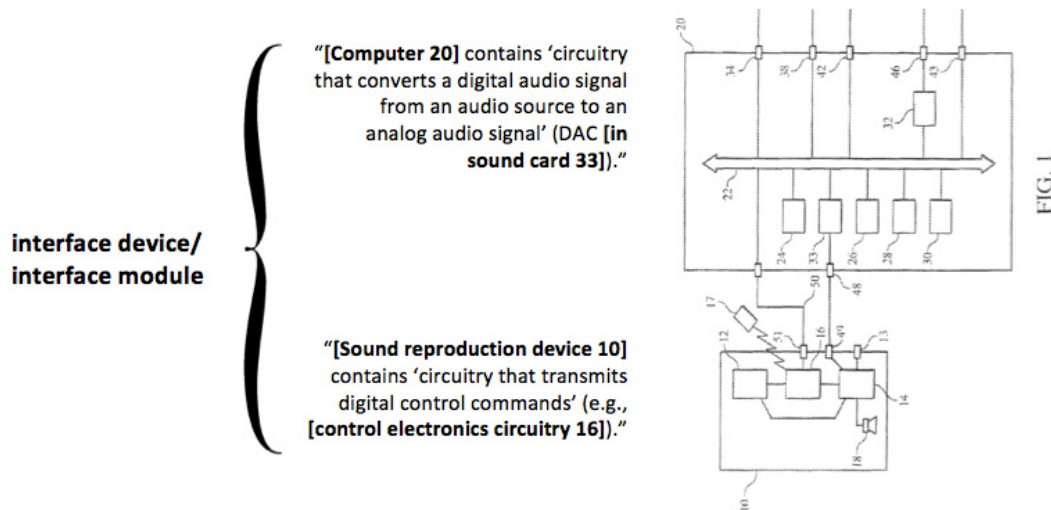 “[Computer 20] contains ‘circuitry
that converts a digital audio signal
from an audio source to an
analog audio signal’ (DAC [in
sound card 33]).”
interface device/
interface module
“[Sound reproduction device 10]
contains ‘circuitry that transmits
digital control commands’ (e.g.,
[control electronics circuitry 16]).”
20
34
38
42
46
43
32
22
24
33
26
28
30
48
50
17
12
51
16
49
13
14
18
10
FIG. 1